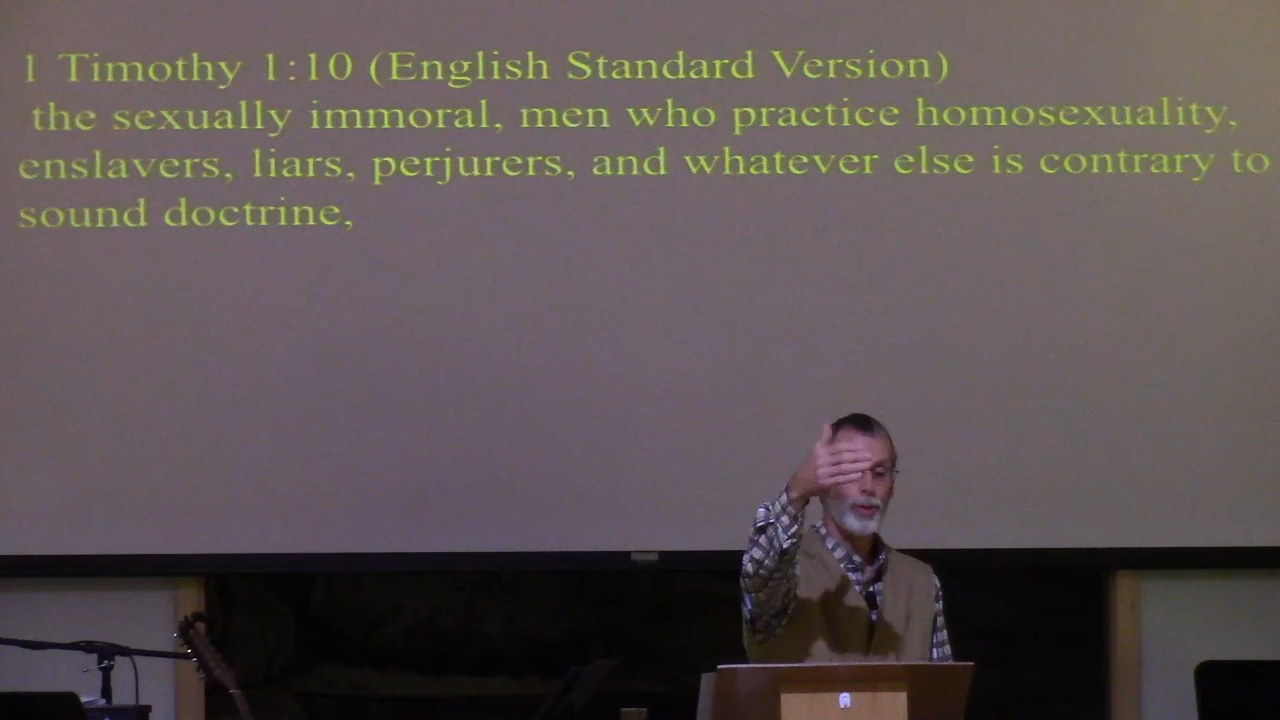 1 Timothy 1:10 (English Standard Version)
the sexually immoral, men who practice homosexuality,
enslavers, liars, perjurers, and whatever else is contrary to
sound doctrine,